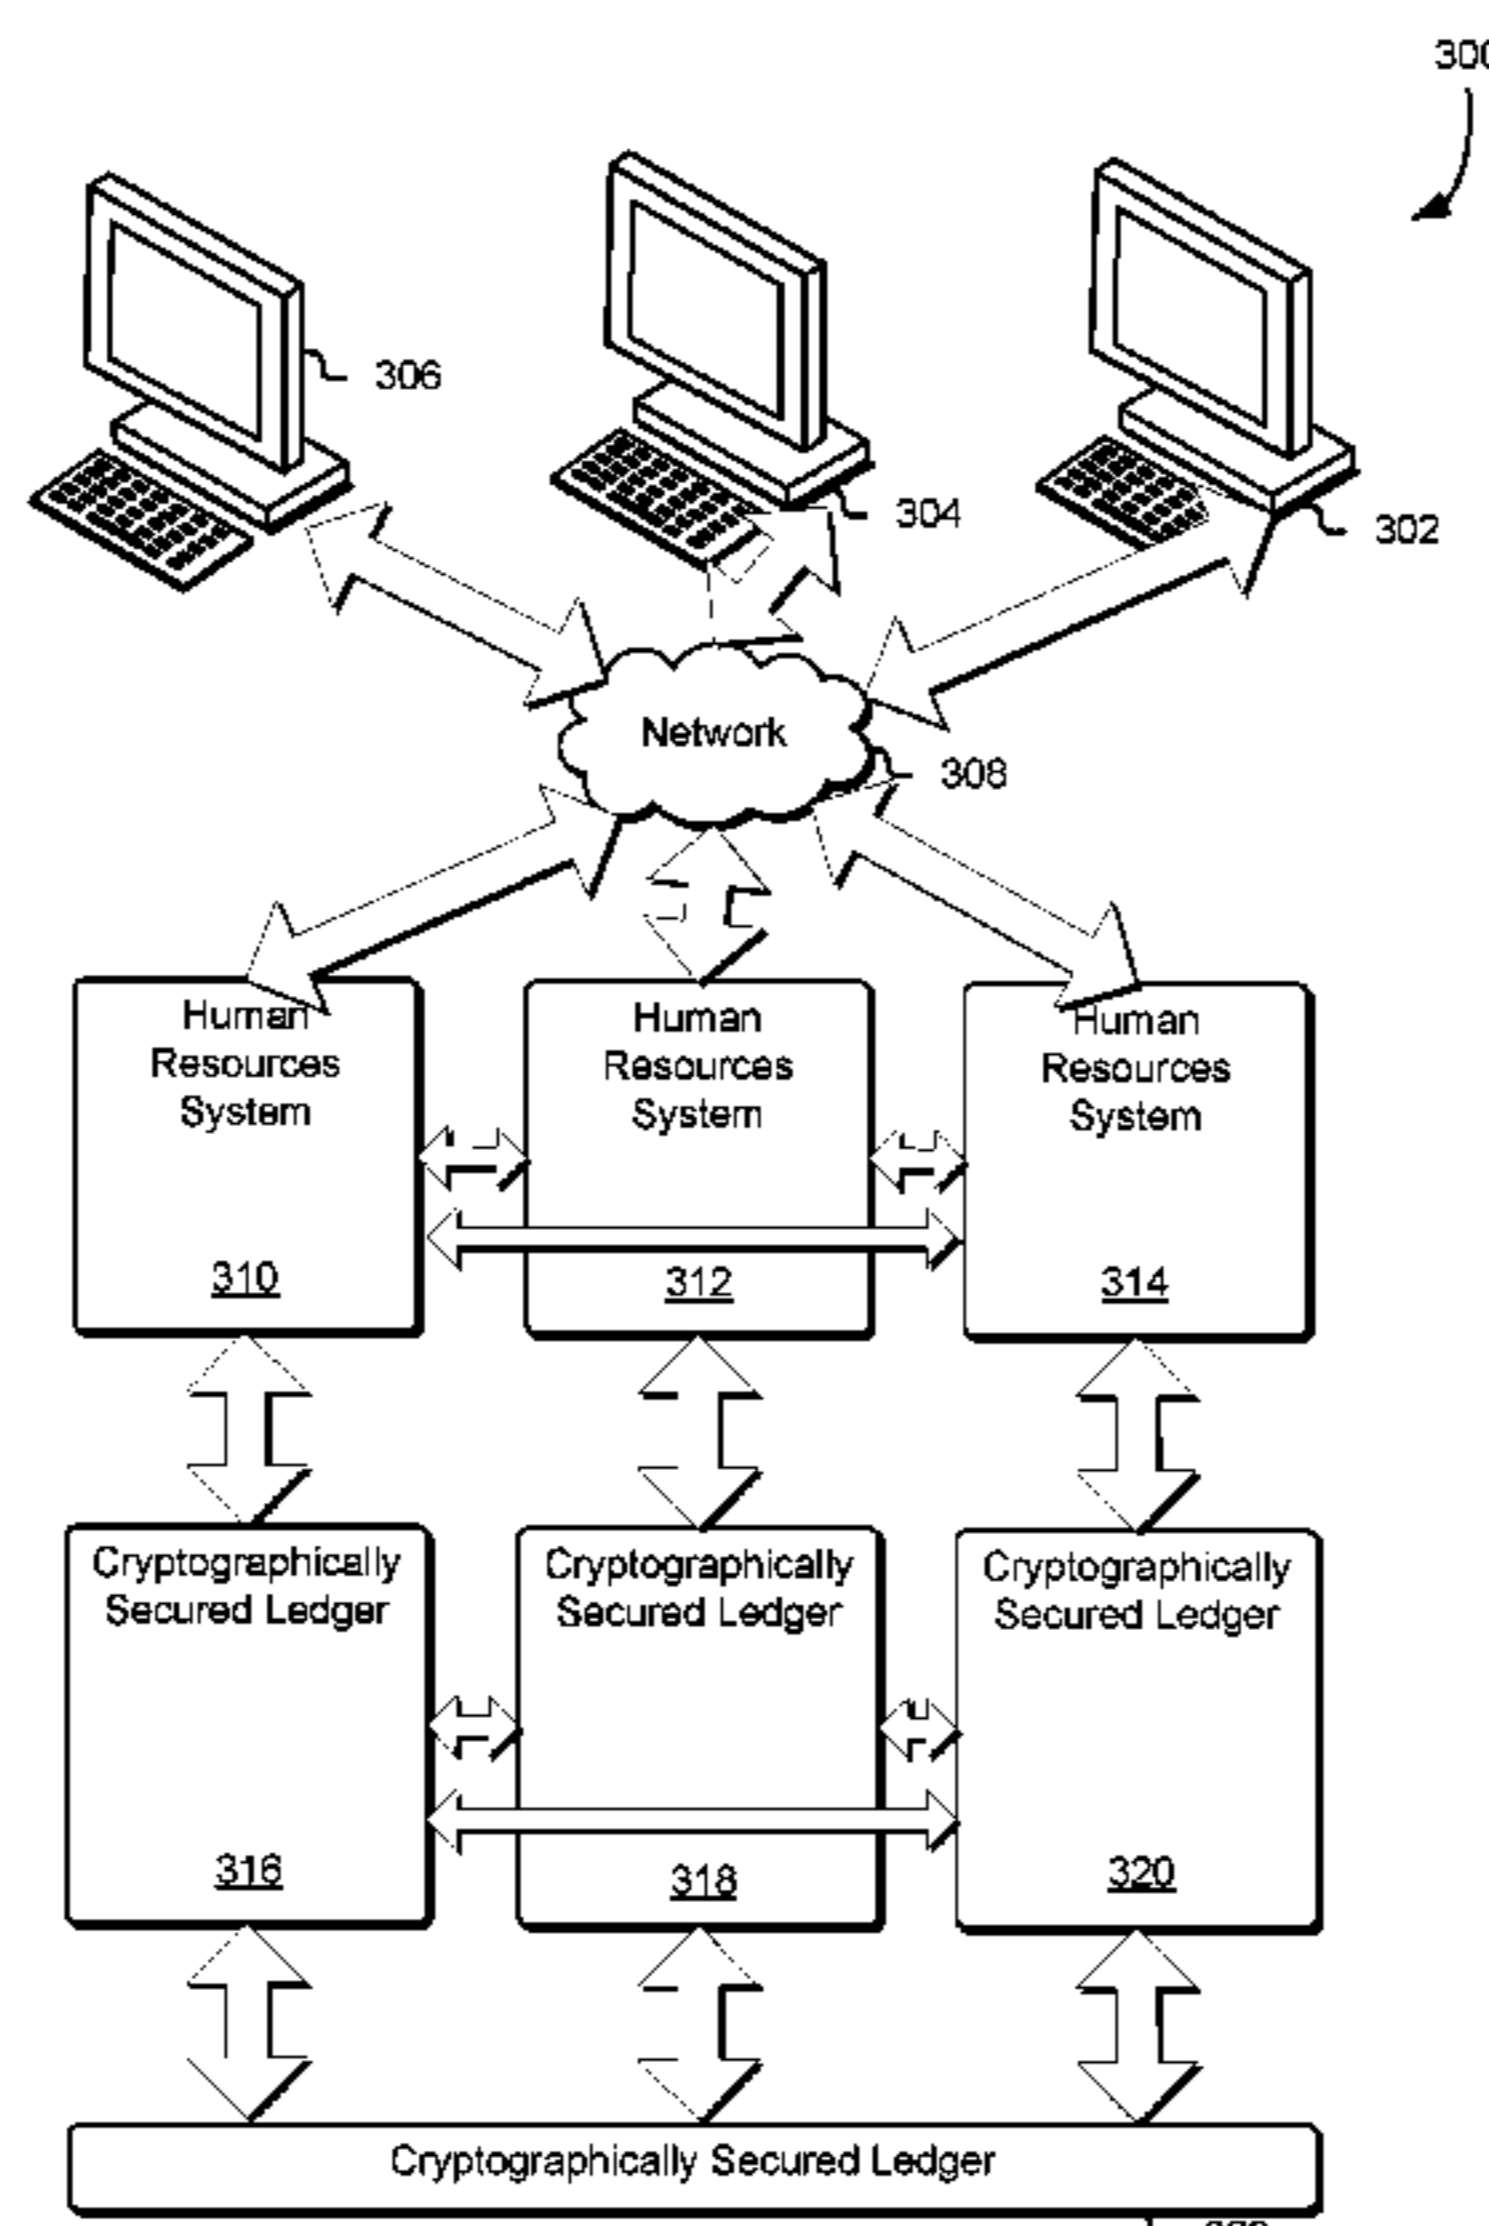 300
306
304
302
Network
308
Human
Resources
System
310
Human
Resources
System
312
Human
Resources
System
314
Cryptographically
Secured Ledger
316
Cryptographically
Secured Ledger
318
Cryptographically
Secured Ledger
320
Cryptographically Secured Ledger